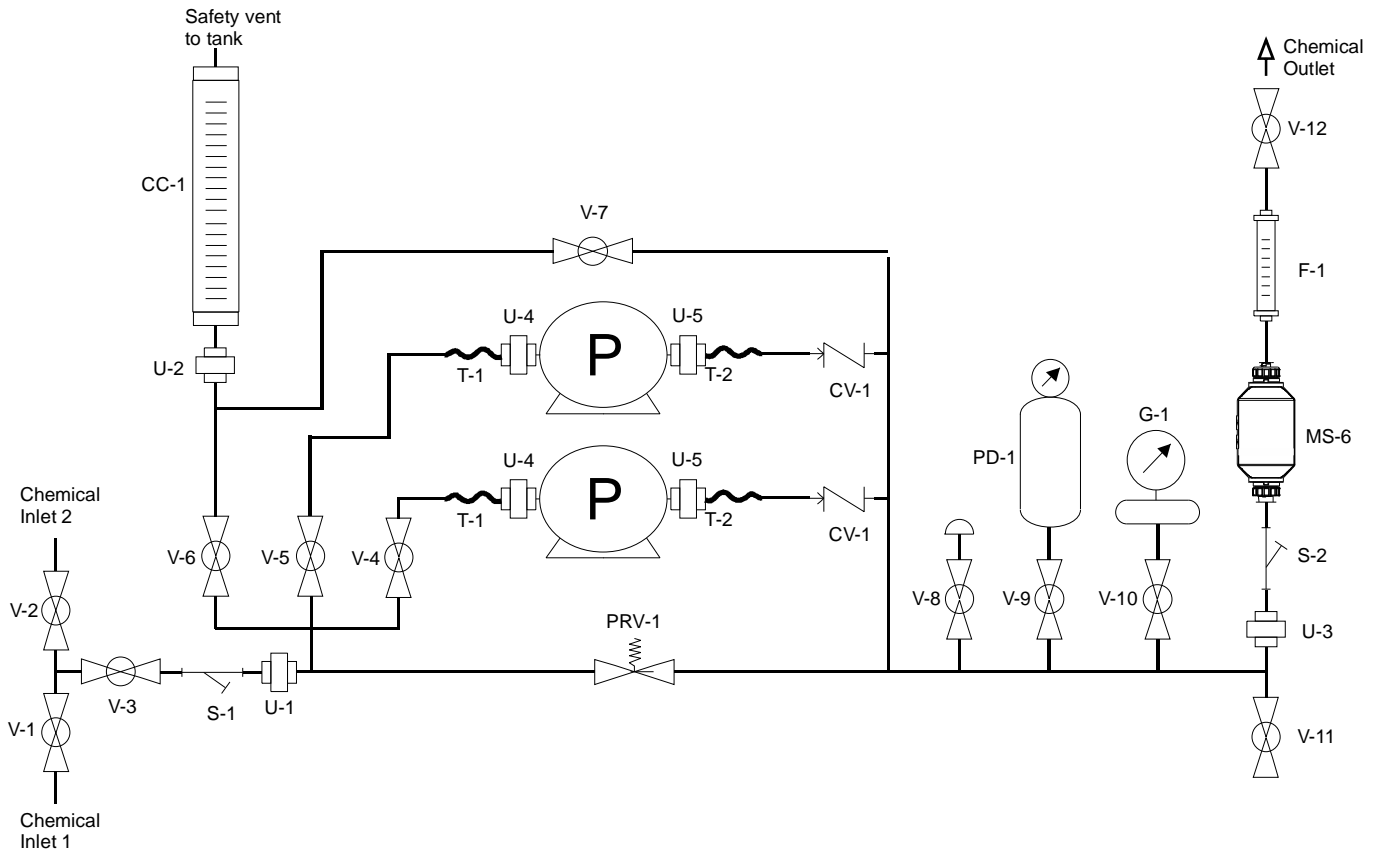 Safety vent
to tank
Chemical
Outlet
V-12
CC-1
V-7
F-1
U-4
U-5
U-2
T-1
T-2
CV-1
G-1
MS-6
PD-1
P
U-4
U-5
Chemical
Inlet 2
T-1
T-2
CV-1
P
V-6
V-5
V-4
S-2
V-2
V-8
V-9
V-10
PRV-1
U-3
V-3
S-1
U-1
V-1
V-11
Chemical
Inlet 1